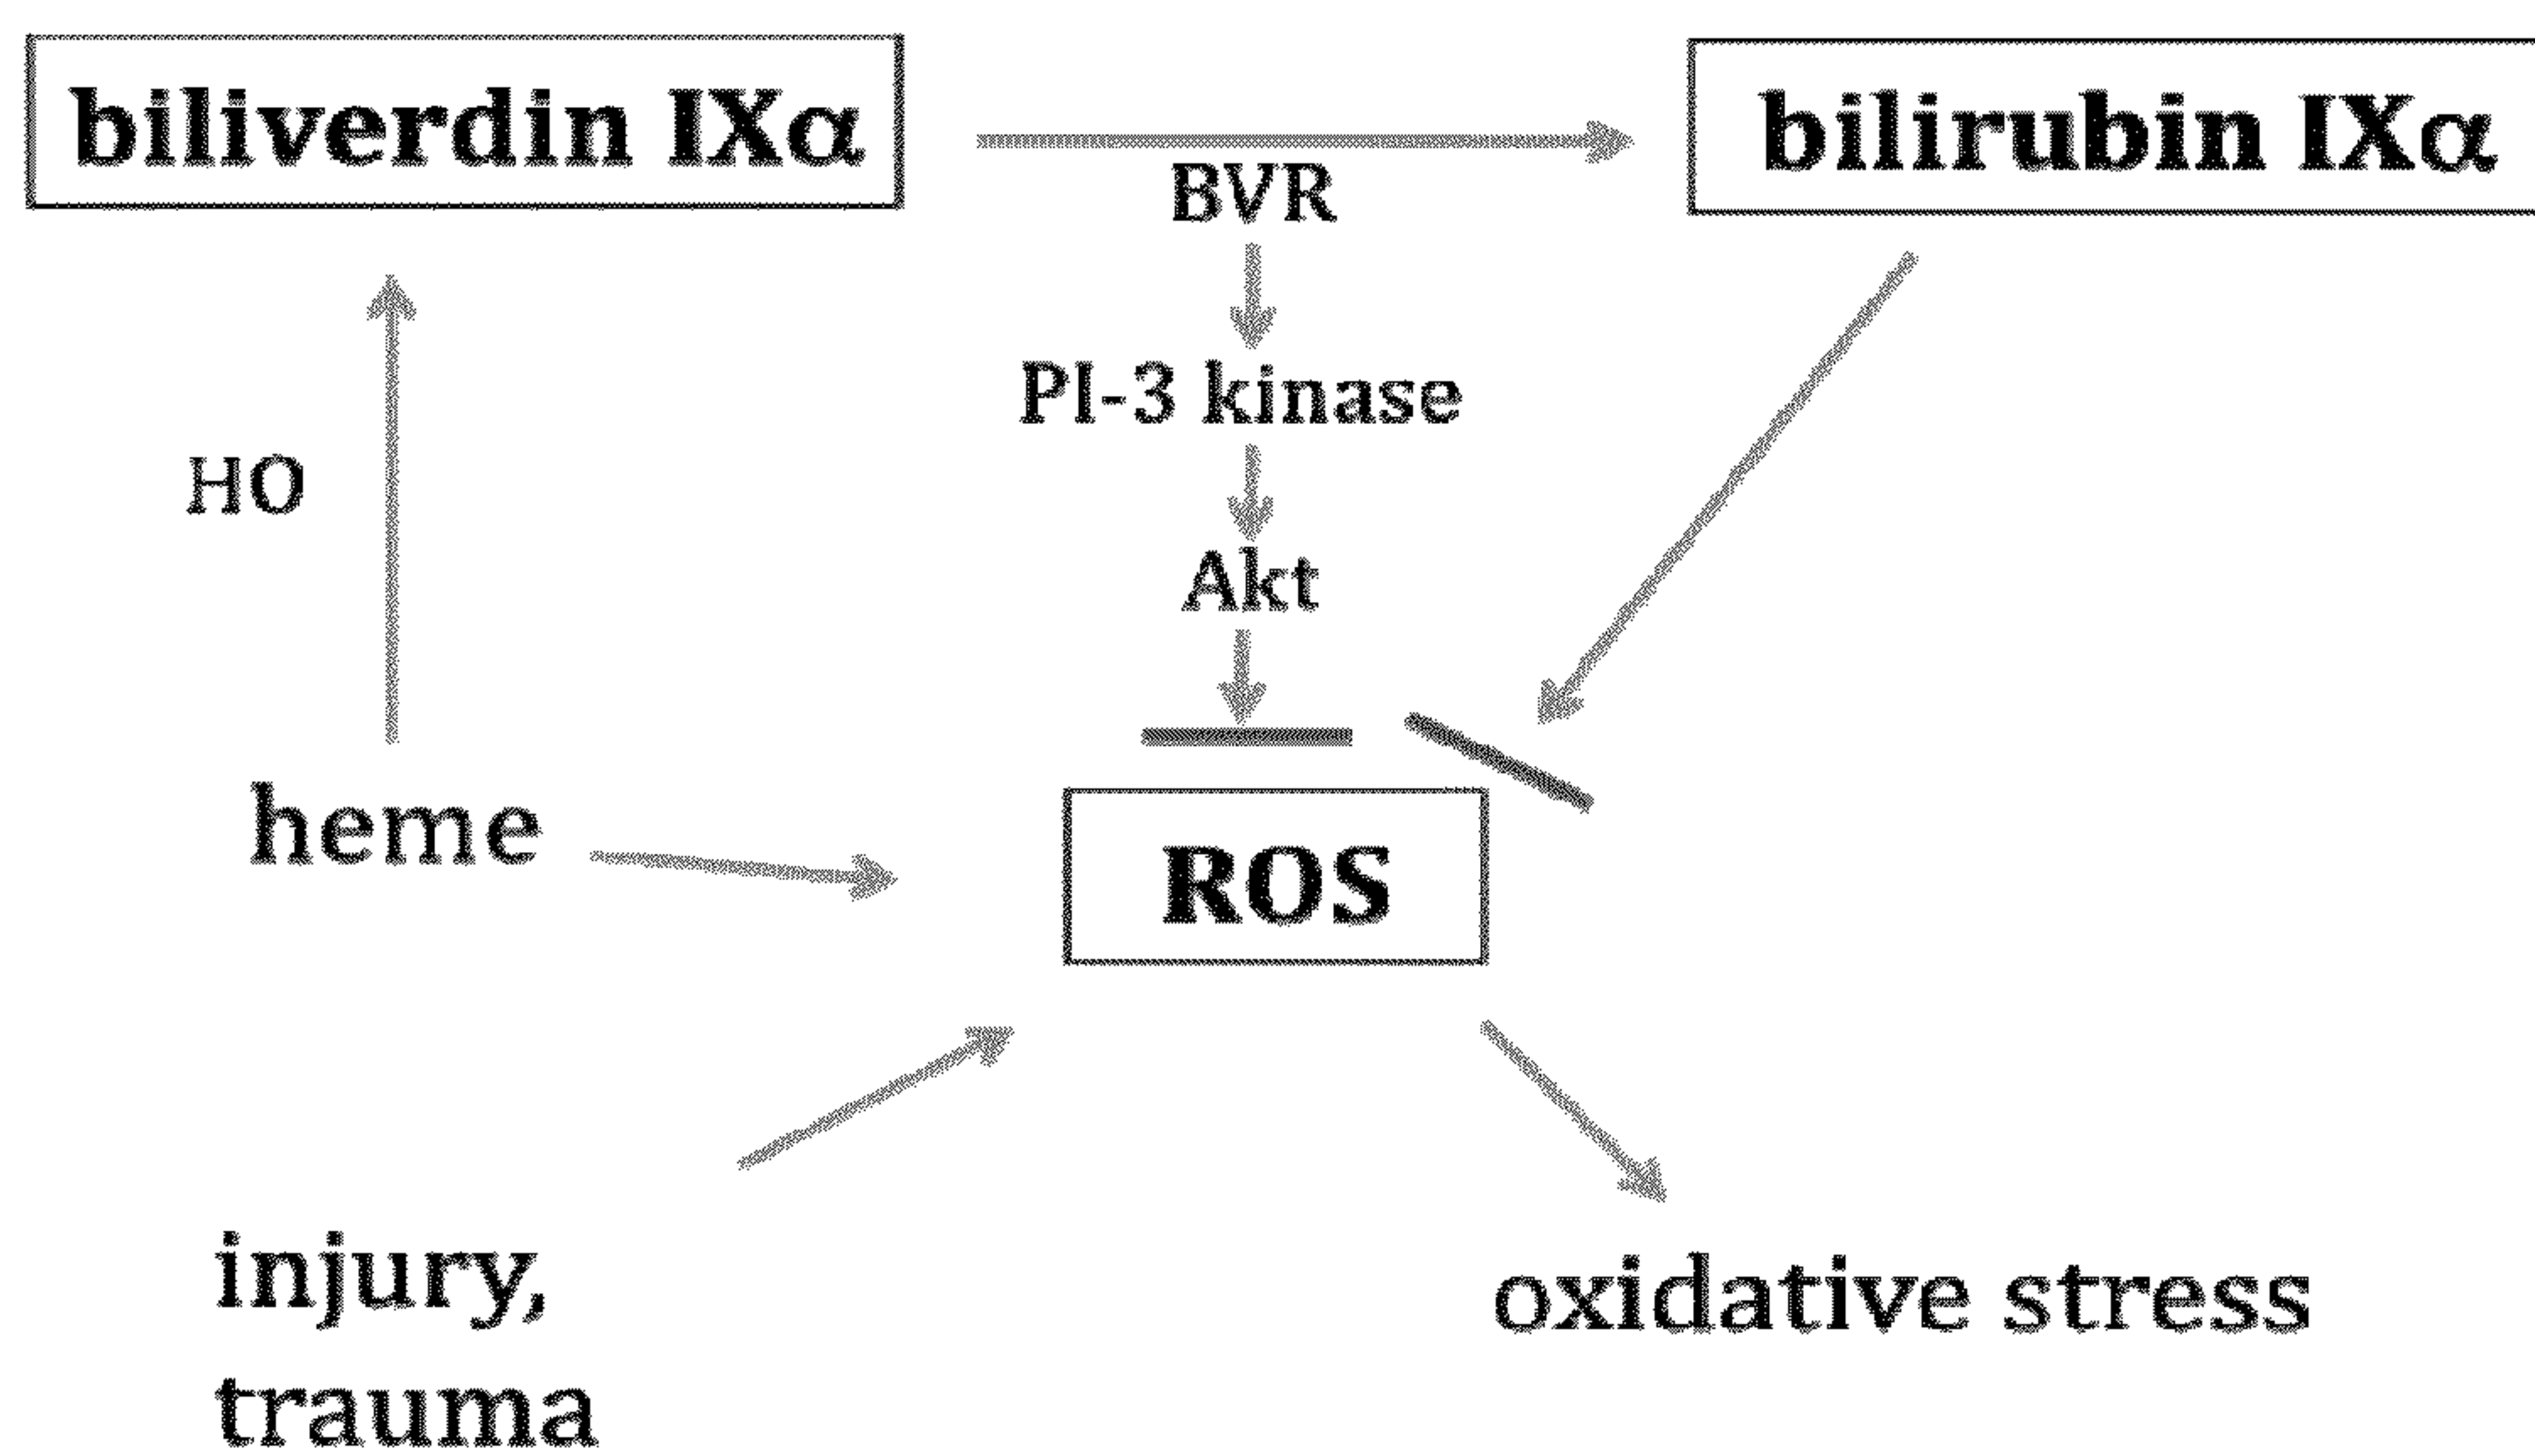 biliverdin IXα
bilirubin IXα
BVR
PI-3 kinase
HO
Akt
heme
ROS
injury,
trauma
oxidative stress